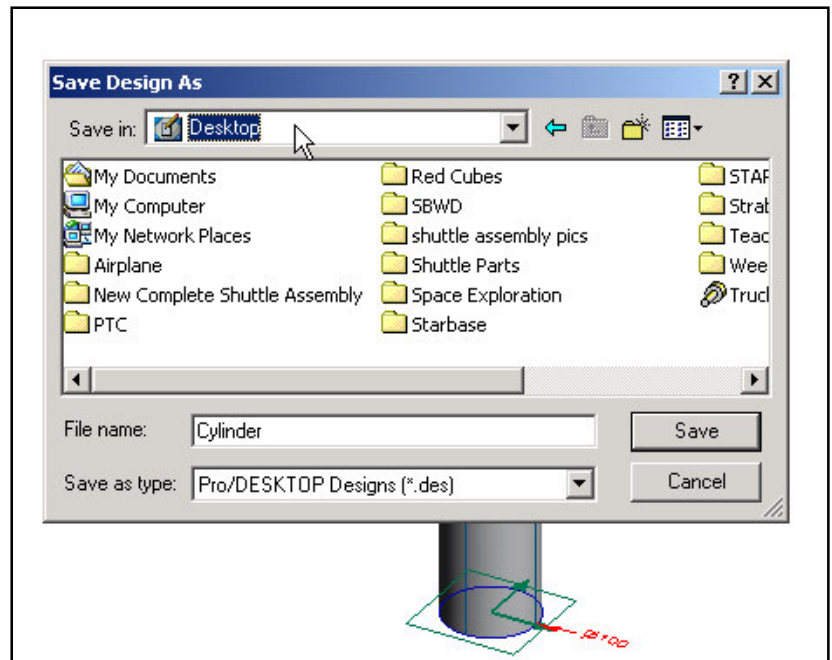 Save Design As
Save in: Desktop
My Documents
My Computer
My Network Places
Airplane
New Complete Shuttle Assembly
PTC
Red Cubes
SBWD
shuttle assembly pics
Shuttle Parts
Space Exploration
Starbase
Teac
Wee
File name: Cylinder
Save
Save as type: Pro/DESKTOP Designs (*.des)
Cancel